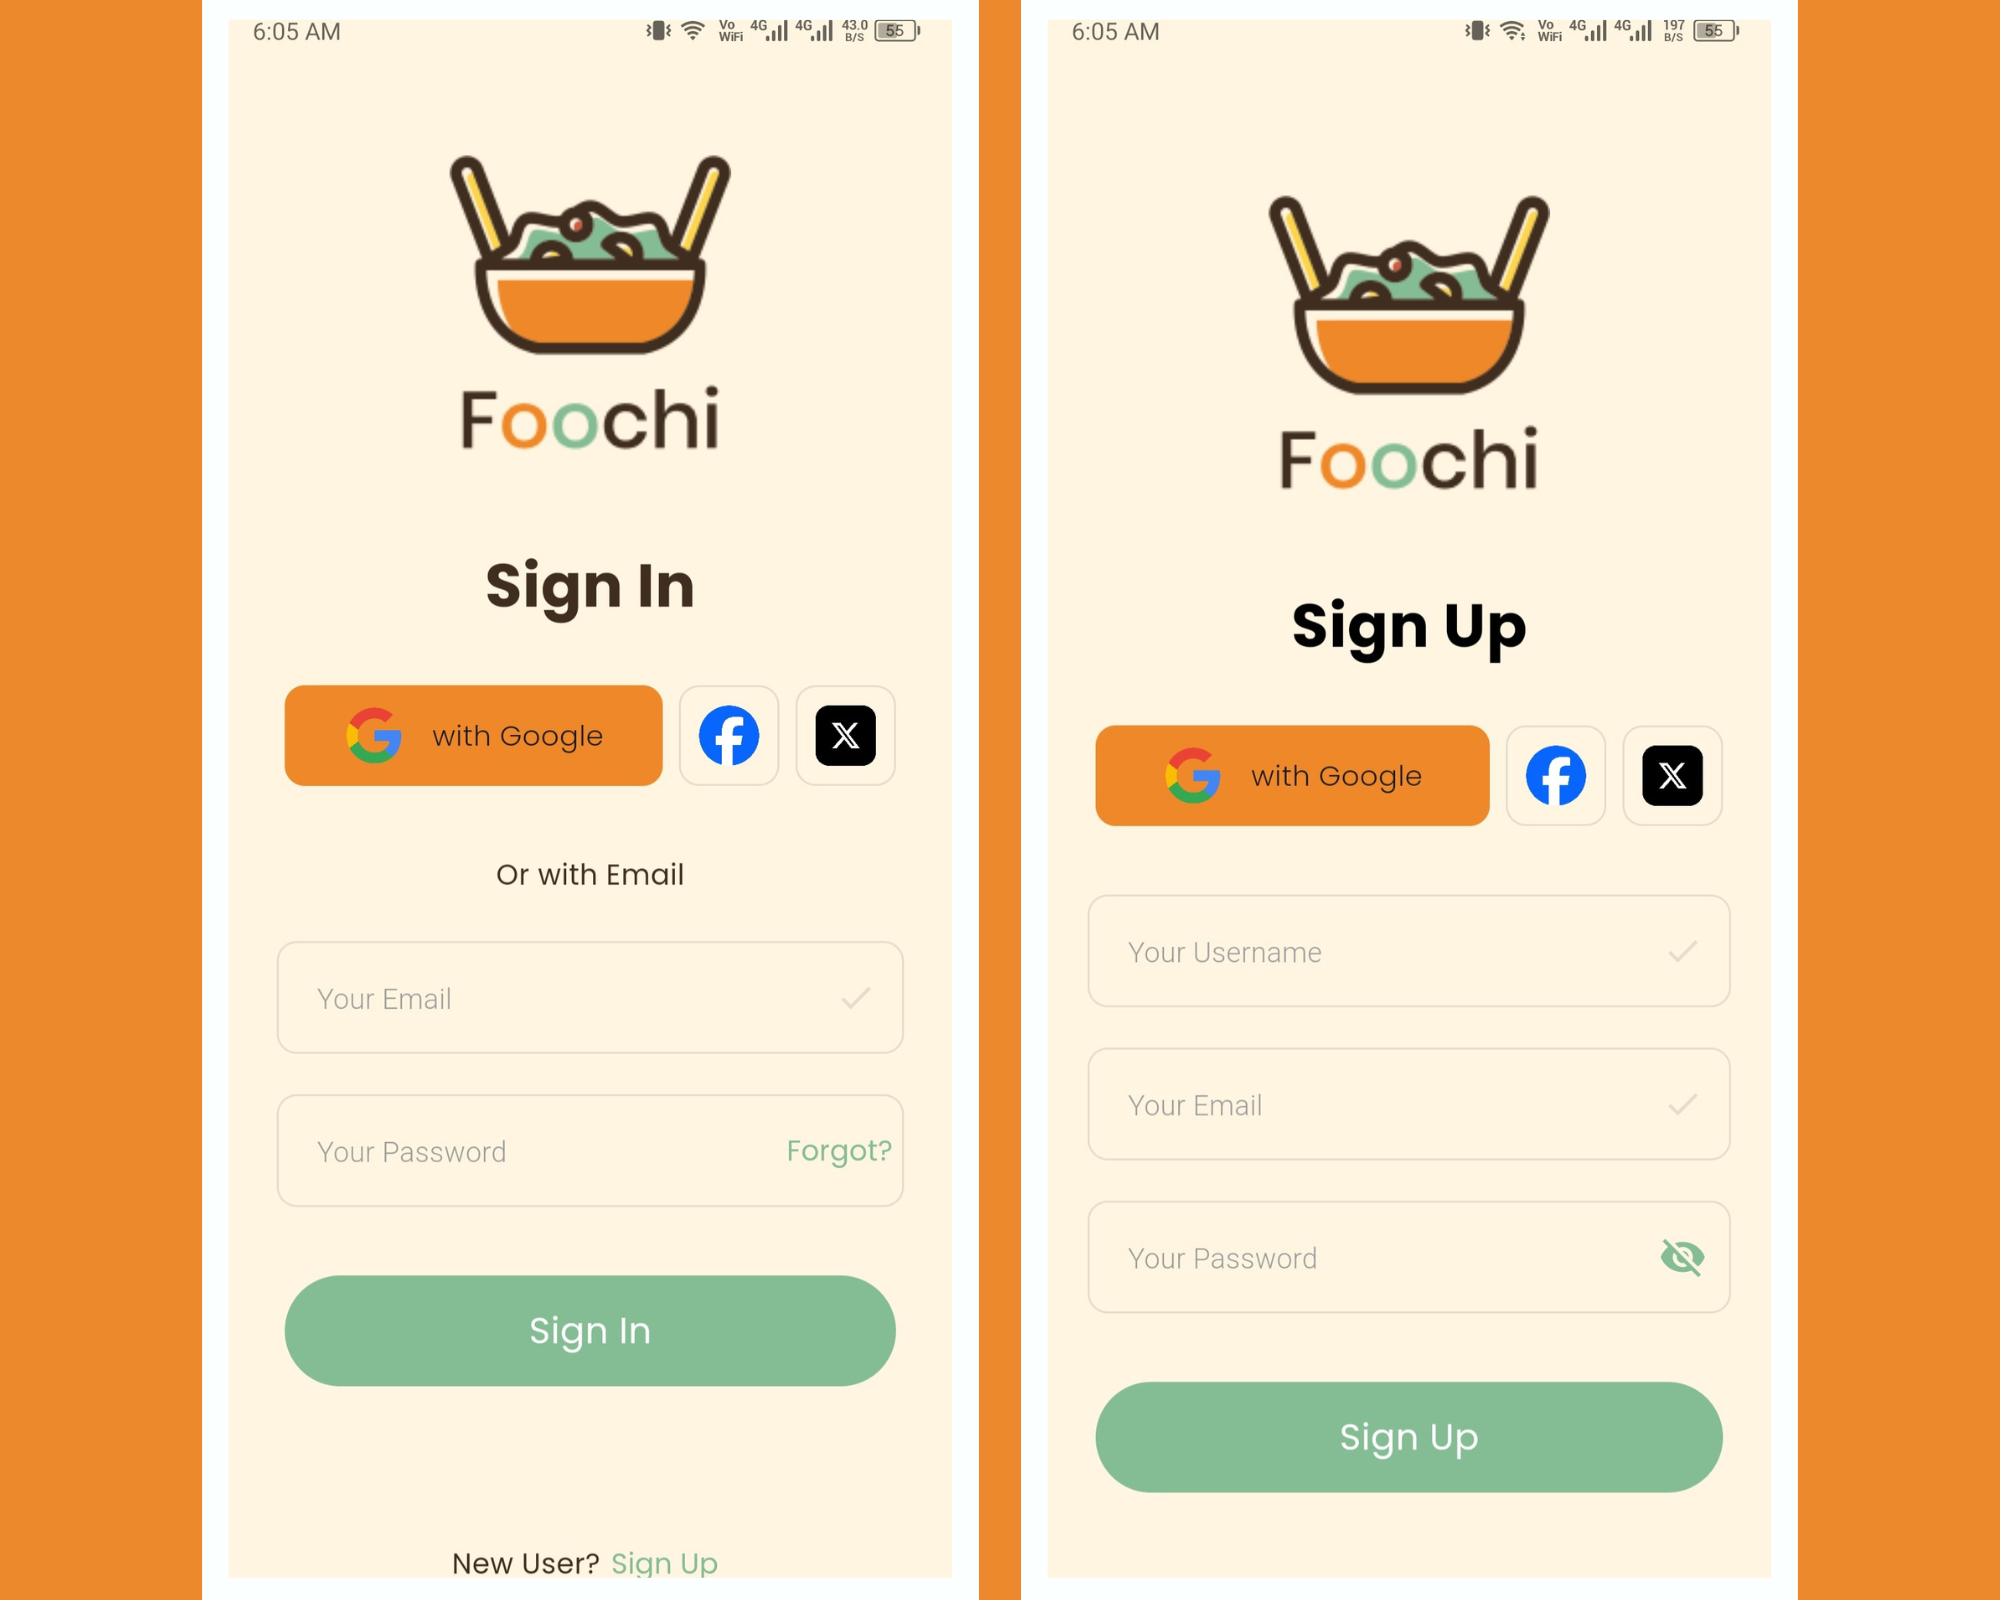 6:05 AM
Vo WiFi 4G 4G 43.0 B/S 55
Foochi
Sign In
with Google
Or with Email
Your Email
Your Password
Forgot?
Sign In
New User? Sign Up
6:05 AM
Vo WiFi 4G 4G 197 B/S 55
Foochi
Sign Up
with Google
Your Username
Your Email
Your Password
Sign Up